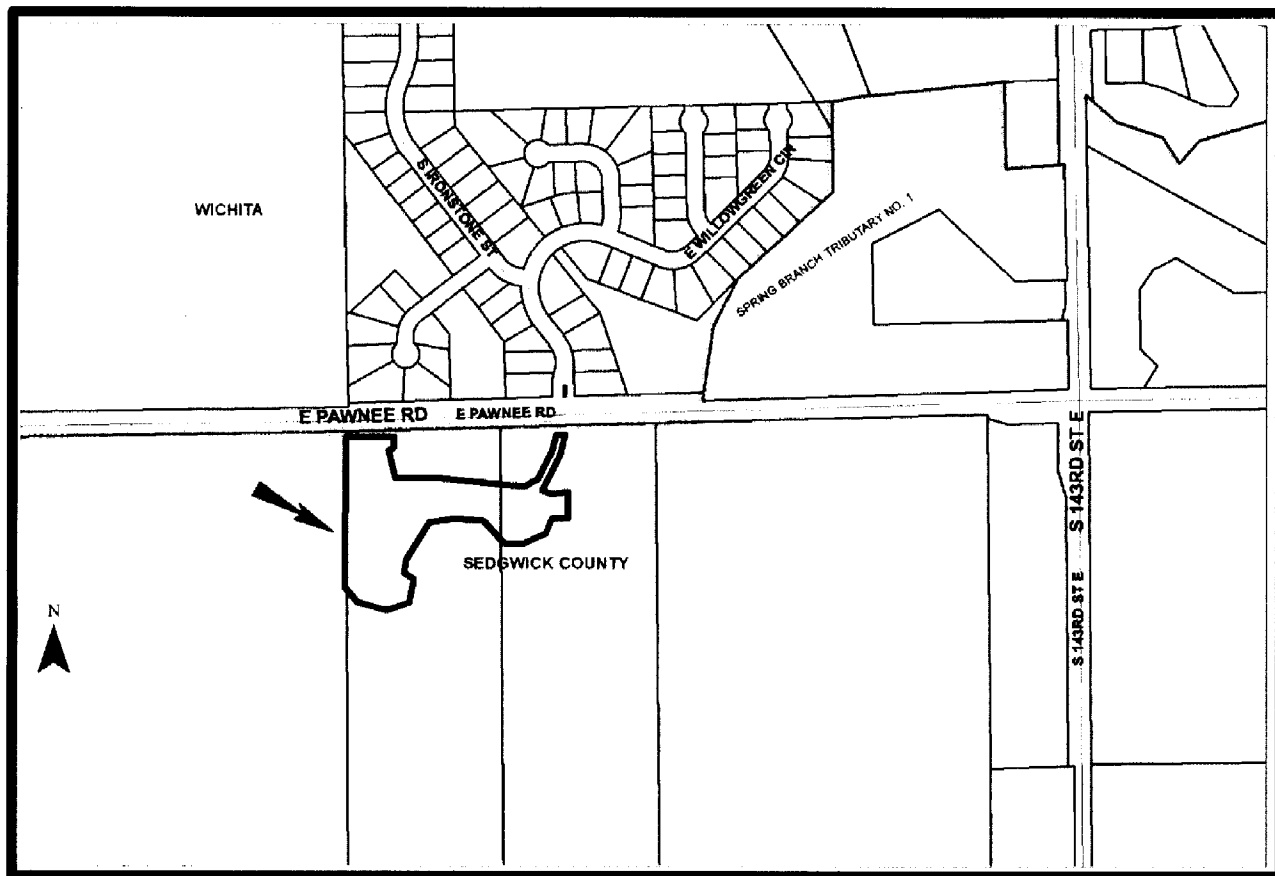 WICHITA
S IRONSTONE ST
E WILLOWGREEN CIR
SPRING BRANCH TRIBUTARY NO. 1
E PAWNEE RD
E PAWNEE RD
S 143RD ST E
SEDGWICK COUNTY
S 143RD ST E
N